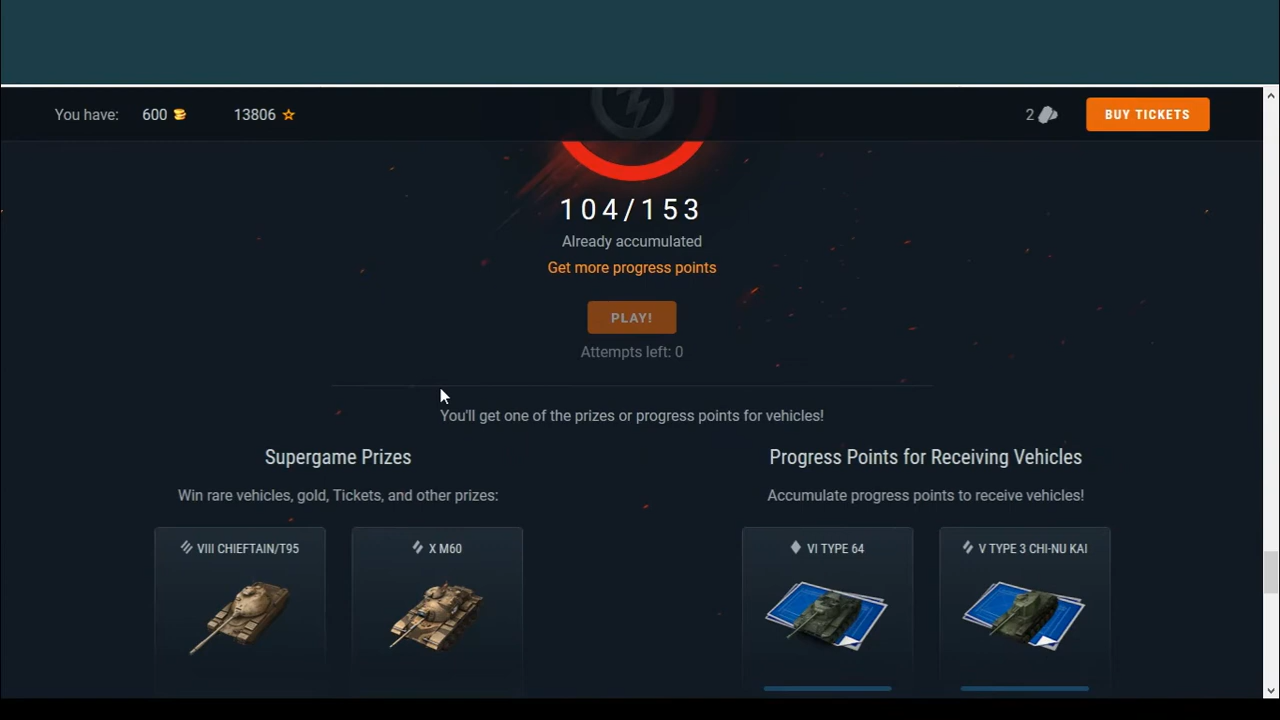 You have: 600 13806 2 BUY TICKETS
104/153
Already accumulated
Get more progress points
PLAY!
Attempts left: 0
You'll get one of the prizes or progress points for vehicles!
Supergame Prizes
Win rare vehicles, gold, Tickets, and other prizes:
VIII CHIEFTAIN/T95 X M60
Progress Points for Receiving Vehicles
Accumulate progress points to receive vehicles!
VI TYPE 64 V TYPE 3 CHI-NU KAI